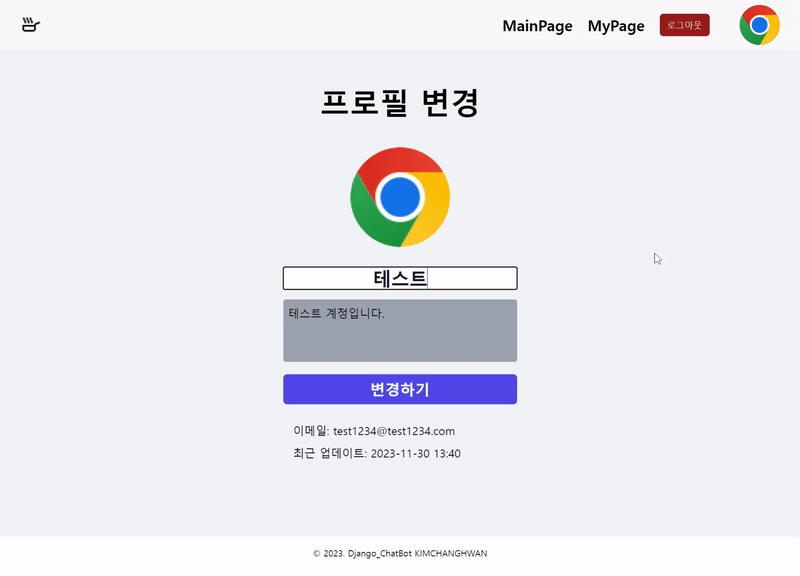 MainPage MyPage 로그아웃
프로필 변경
테스트
테스트 계정입니다.
변경하기
이메일: test1234@test1234.com
최근 업데이트: 2023-11-30 13:40
© 2023. Django_ChatBot KIMCHANGHWAN